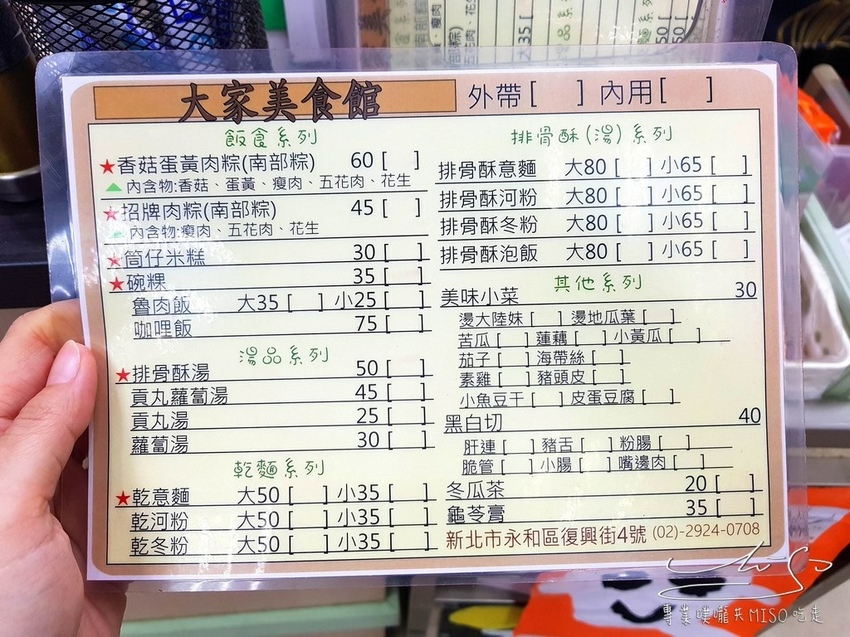 大家美食館 外帶[ ] 內用[ ]
飯食系列
★香菇蛋黃肉粽(南部粽) 60 [ ]
▲內含物:香菇、蛋黃、瘦肉、五花肉、花生
★招牌肉粽(南部粽) 45 [ ]
▲內含物:瘦肉、五花肉、花生
★筒仔米糕 30 [ ]
★碗粿 35 [ ]
魯肉飯 大35 [ ] 小25 [ ]
咖哩飯 75 [ ]
湯品系列
★排骨酥湯 50 [ ]
貢丸蘿蔔湯 45 [ ]
貢丸湯 25 [ ]
蘿蔔湯 30 [ ]
乾麵系列
★乾意麵 大50 [ ] 小35 [ ]
乾河粉 大50 [ ] 小35 [ ]
乾冬粉 大50 [ ] 小35 [ ]
排骨酥(湯)系列
排骨酥意麵 大80 [ ] 小65 [ ]
排骨酥河粉 大80 [ ] 小65 [ ]
排骨酥冬粉 大80 [ ] 小65 [ ]
排骨酥泡飯 大80 [ ] 小65 [ ]
其他系列
美味小菜 30
燙大陸妹 [ ] 燙地瓜葉 [ ]
苦瓜 [ ] 蓮藕 [ ] 小黃瓜 [ ]
茄子 [ ] 海帶絲 [ ]
素雞 [ ] 豬頭皮 [ ]
小魚豆干 [ ] 皮蛋豆腐 [ ]
黑白切 40
肝連 [ ] 豬舌 [ ] 粉腸 [ ]
脆管 [ ] 小腸 [ ] 嘴邊肉 [ ]
冬瓜茶 20 [ ]
龜苓膏 35 [ ]
新北市永和區復興街4號 (02)-2924-0708
專業噗嚨共MISO吃走